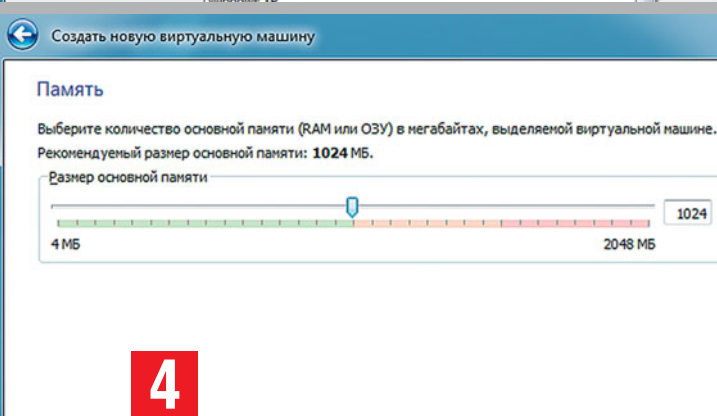 Создать новую виртуальную машину
Память
Выберите количество основной памяти (RAM или ОЗУ) в мегабайтах, выделяемой виртуальной машине.
Рекомендуемый размер основной памяти: 1024 МБ.
Размер основной памяти
1024
4 МБ 2048 МБ
4